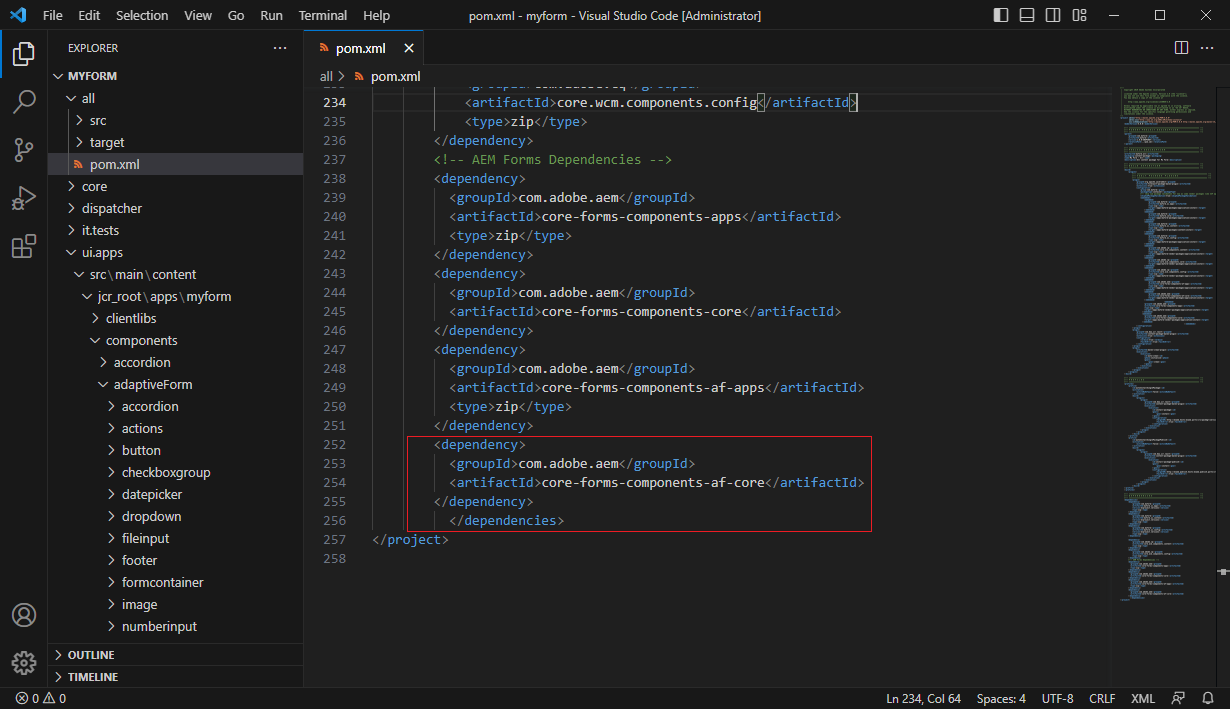 File Edit Selection View Go Run Terminal Help
pom.xml - myform - Visual Studio Code [Administrator]
EXPLORER
MYFORM
all
src
target
pom.xml
core
dispatcher
it.tests
ui.apps
src\main\content
jcr_root\apps\myform
clientlibs
components
accordion
adaptiveForm
accordion
actions
button
checkboxgroup
datepicker
dropdown
fileinput
footer
formcontainer
image
numberinput
OUTLINE
TIMELINE
pom.xml
all > pom.xml
234 <artifactId>core.wcm.components.config</artifactId>
235 <type>zip</type>
236 </dependency>
237 <!-- AEM Forms Dependencies -->
238 <dependency>
239 <groupId>com.adobe.aem</groupId>
240 <artifactId>core-forms-components-apps</artifactId>
241 <type>zip</type>
242 </dependency>
243 <dependency>
244 <groupId>com.adobe.aem</groupId>
245 <artifactId>core-forms-components-core</artifactId>
246 </dependency>
247 <dependency>
248 <groupId>com.adobe.aem</groupId>
249 <artifactId>core-forms-components-af-apps</artifactId>
250 <type>zip</type>
251 </dependency>
252 <dependency>
253 <groupId>com.adobe.aem</groupId>
254 <artifactId>core-forms-components-af-core</artifactId>
255 </dependency>
256 </dependencies>
257 </project>
258
0 0
Ln 234, Col 64 Spaces: 4 UTF-8 CRLF XML